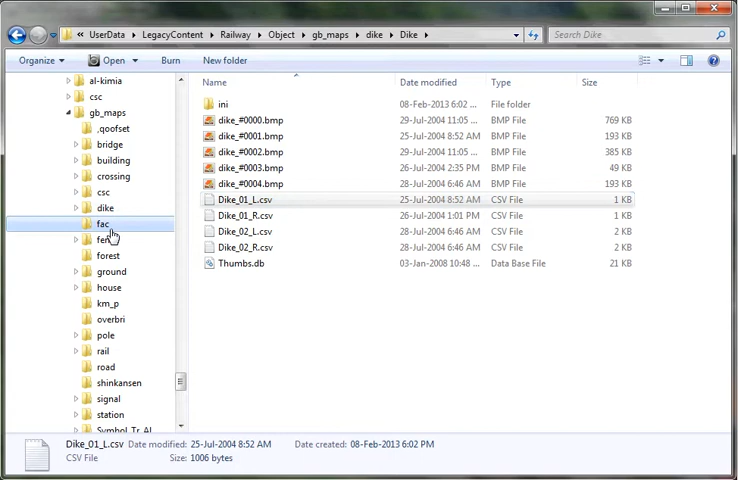 « UserData ▸ LegacyContent ▸ Railway ▸ Object ▸ gb_maps ▸ dike ▸ Dike ▸
Search Dike
Organize ▾ Open ▾ Burn New folder
al-kimia
csc
gb_maps
.qoofset
bridge
building
crossing
csc
dike
fac
forest
ground
house
km_p
overbri
pole
rail
road
shinkansen
signal
station
Symbol_Tr_Al
Name Date modified Type Size
ini 08-Feb-2013 6:02 ... File folder
dike_#0000.bmp 29-Jul-2004 11:05 ... BMP File 769 KB
dike_#0001.bmp 25-Jul-2004 8:52 AM BMP File 193 KB
dike_#0002.bmp 29-Jul-2004 11:05 ... BMP File 385 KB
dike_#0003.bmp 26-Jul-2004 2:35 PM BMP File 49 KB
dike_#0004.bmp 28-Jul-2004 6:46 AM BMP File 193 KB
Dike_01_L.csv 25-Jul-2004 8:52 AM CSV File 1 KB
Dike_01_R.csv 26-Jul-2004 1:01 PM CSV File 1 KB
Dike_02_L.csv 28-Jul-2004 6:46 AM CSV File 2 KB
Dike_02_R.csv 28-Jul-2004 6:46 AM CSV File 2 KB
Thumbs.db 03-Jan-2008 10:48 ... Data Base File 21 KB
Dike_01_L.csv Date modified: 25-Jul-2004 8:52 AM Date created: 08-Feb-2013 6:02 PM
CSV File Size: 1006 bytes